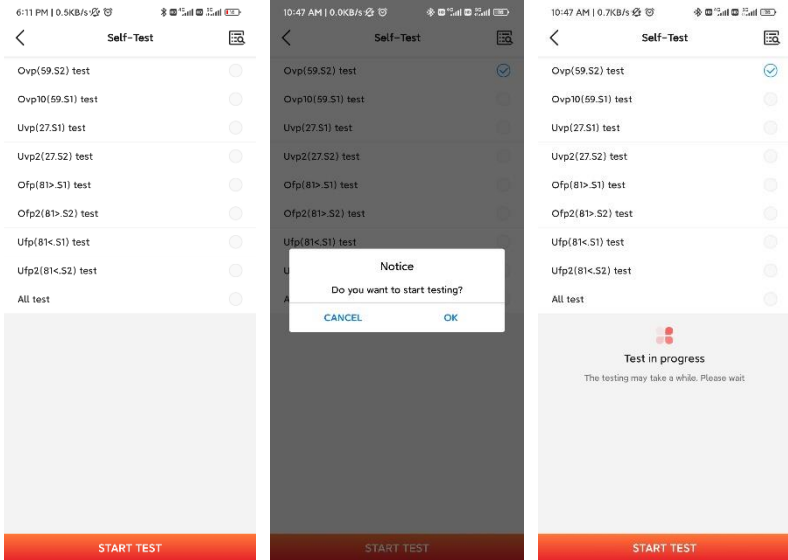 6:11 PM | 0.5KB/s
Self-Test
Ovp(59.S2) test
Ovp10(59.S1) test
Uvp(27.S1) test
Uvp2(27.S2) test
Ofp(81>.S1) test
Ofp2(81>.S2) test
Ufp(81<.S1) test
Ufp2(81<.S2) test
All test
START TEST
10:47 AM | 0.0KB/s
Self-Test
Ovp(59.S2) test
Ovp10(59.S1) test
Uvp(27.S1) test
Uvp2(27.S2) test
Ofp(81>.S1) test
Ofp2(81>.S2) test
Ufp(81<.S1) test
Notice
Do you want to start testing?
CANCEL OK
START TEST
10:47 AM | 0.7KB/s
Self-Test
Ovp(59.S2) test
Ovp10(59.S1) test
Uvp(27.S1) test
Uvp2(27.S2) test
Ofp(81>.S1) test
Ofp2(81>.S2) test
Ufp(81<.S1) test
Ufp2(81<.S2) test
All test
Test in progress
The testing may take a while. Please wait
START TEST